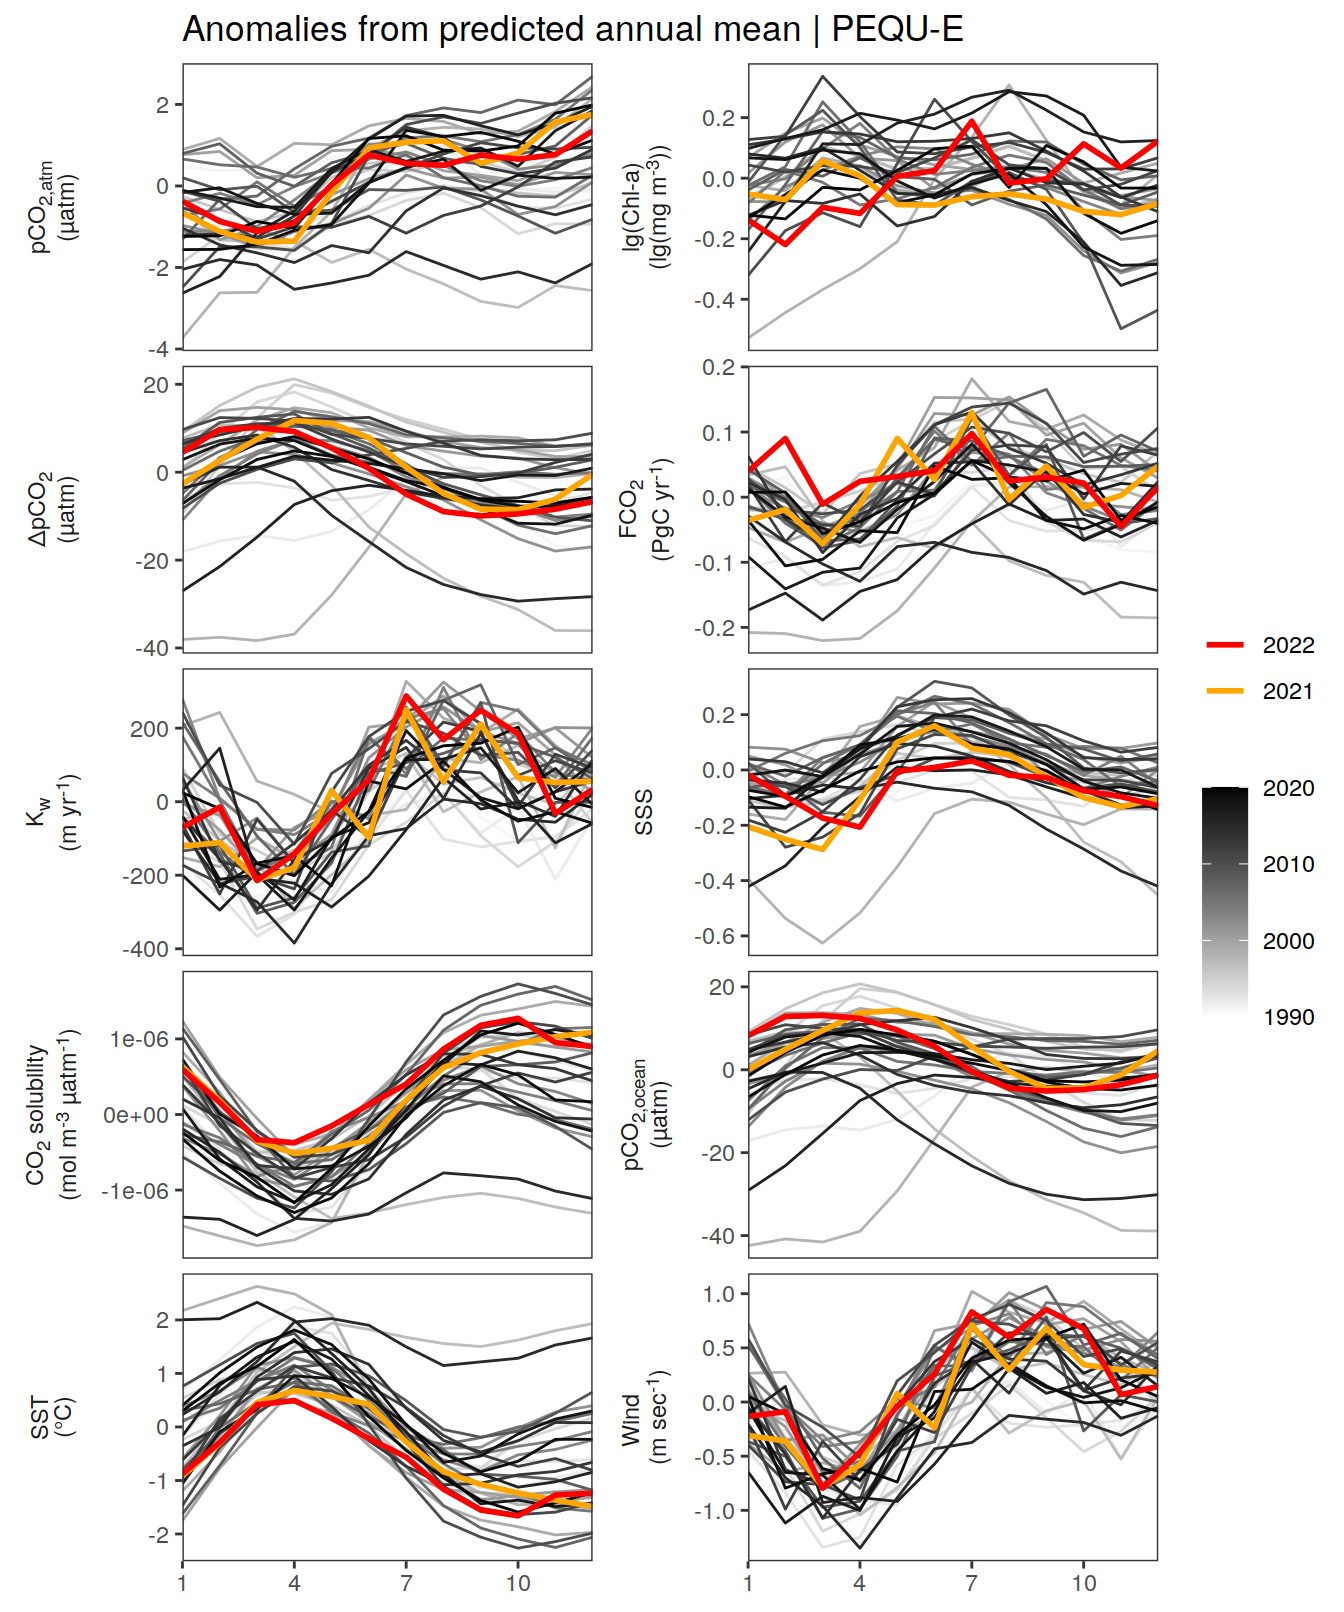 Anomalies from predicted annual mean | PEQU-E
pCO2,atm
(µatm)
2
0
-2
-4
lg(Chl-a)
(lg(mg m-3))
0.2
0.0
-0.2
-0.4
ΔpCO2
(µatm)
20
0
-20
-40
FCO2
(PgC yr-1)
0.2
0.1
0.0
-0.1
-0.2
Kw
(m yr-1)
200
0
-200
-400
SSS
0.2
0.0
-0.2
-0.4
-0.6
CO2 solubility
(mol m-3 µatm-1)
1e-06
0e+00
-1e-06
pCO2,ocean
(µatm)
20
0
-20
-40
SST
(°C)
2
1
0
-1
-2
Wind
(m sec-1)
1.0
0.5
0.0
-0.5
-1.0
1 4 7 10
1 4 7 10
2022
2021
2020
2010
2000
1990